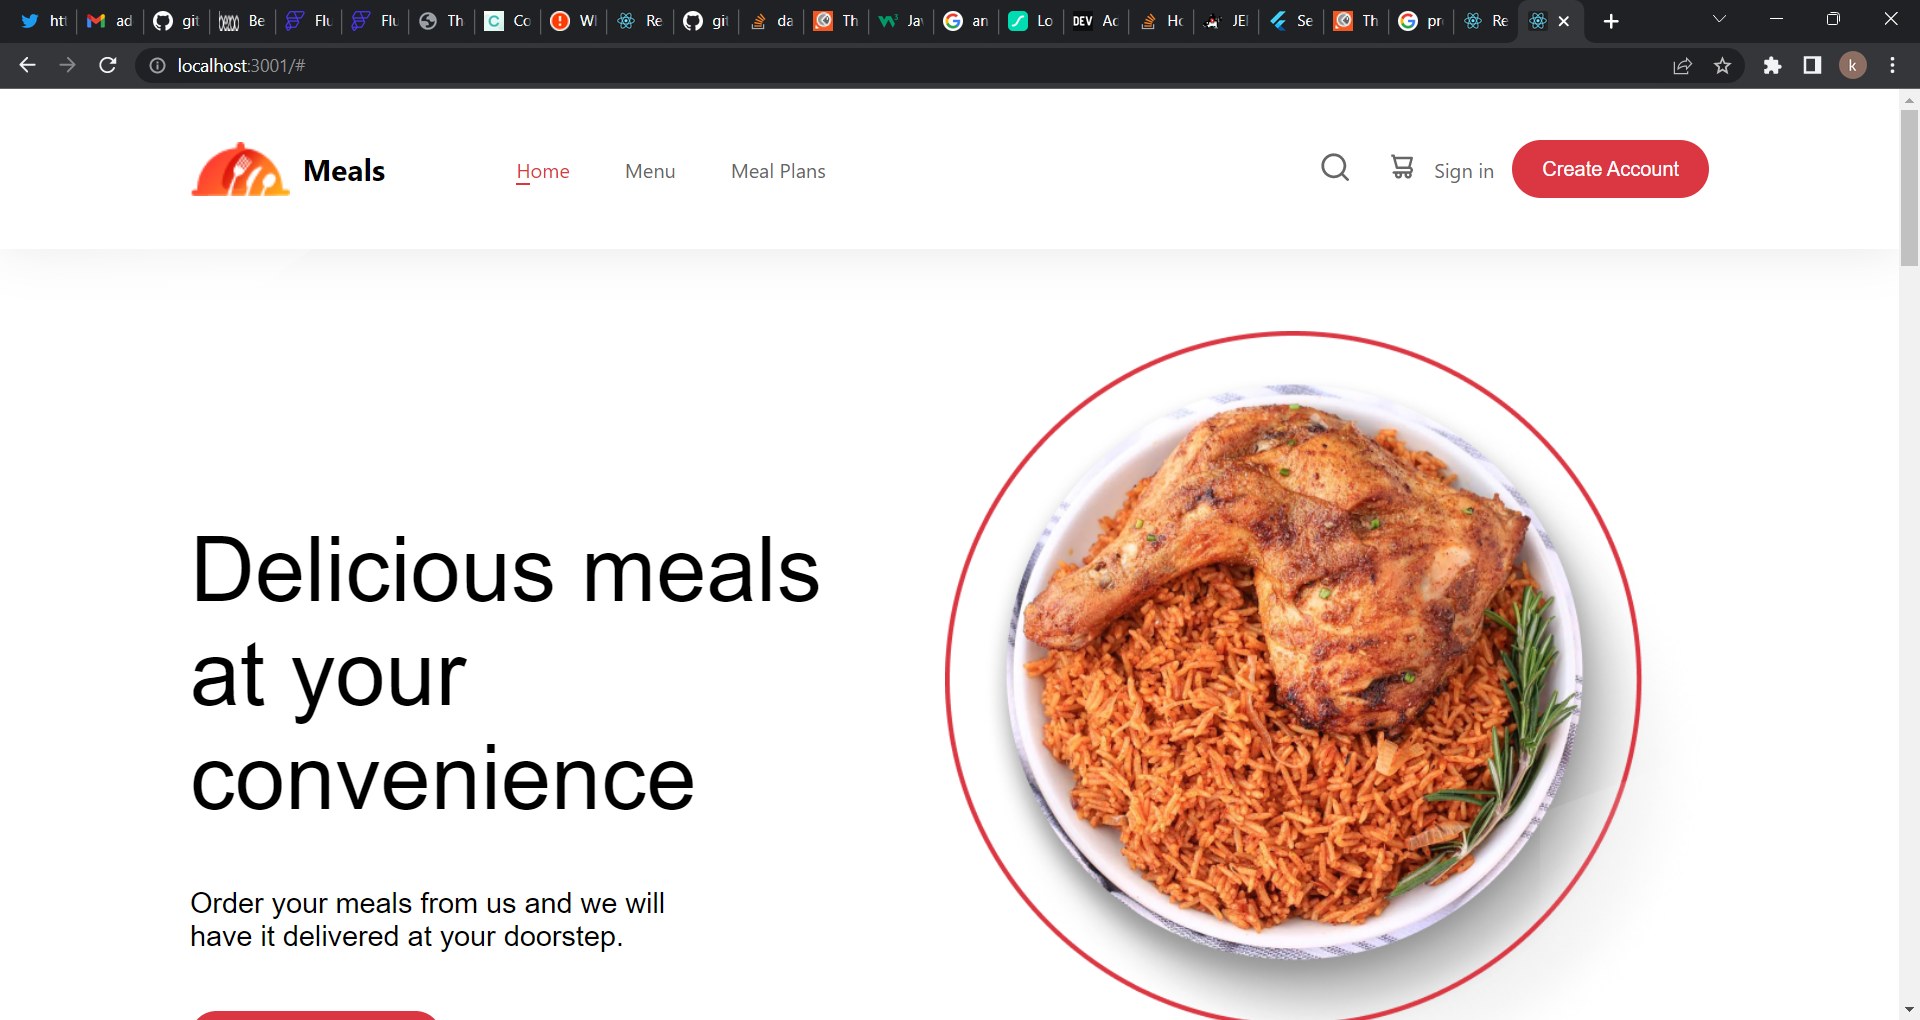 ht ad git Be Flu Flu Th Co Wl Re git da Th Ja an Lo DEV Ac Ho JEI Se Th pr Re
localhost:3001/#
Meals Home Menu Meal Plans Sign in Create Account
Delicious meals
at your
convenience
Order your meals from us and we will
have it delivered at your doorstep.